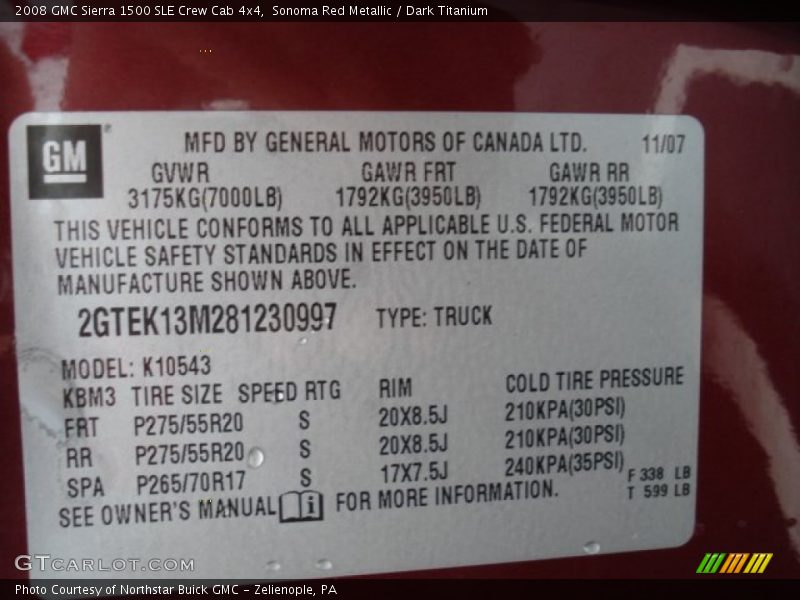 2008 GMC Sierra 1500 SLE Crew Cab 4x4,  Sonoma Red Metallic / Dark Titanium
GM
MFD BY GENERAL MOTORS OF CANADA LTD. 11/07
GVWR GAWR FRT GAWR RR
3175KG(7000LB) 1792KG(3950LB) 1792KG(3950LB)
THIS VEHICLE CONFORMS TO ALL APPLICABLE U.S. FEDERAL MOTOR
VEHICLE SAFETY STANDARDS IN EFFECT ON THE DATE OF
MANUFACTURE SHOWN ABOVE.
2GTEK13M281230997 TYPE: TRUCK
MODEL: K10543
KBM3 TIRE SIZE SPEED RTG RIM COLD TIRE PRESSURE
FRT P275/55R20 S 20X8.5J 210KPA(30PSI)
RR P275/55R20 S 20X8.5J 210KPA(30PSI)
SPA P265/70R17 S 17X7.5J 240KPA(35PSI)
F 338 LB
T 599 LB
SEE OWNER'S MANUAL i FOR MORE INFORMATION.
GTCARLOT.COM
Photo Courtesy of Northstar Buick GMC - Zelienople, PA